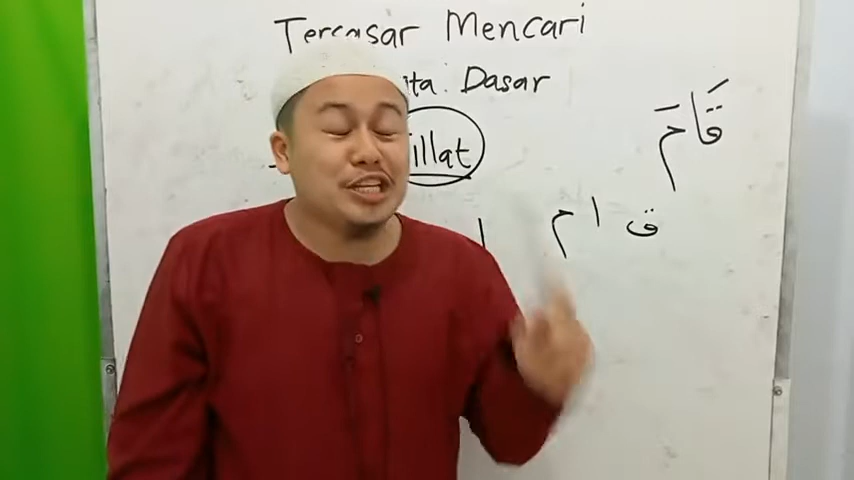 Tercasar Mencari
Dasar
illat
قَامَ
ق ا م